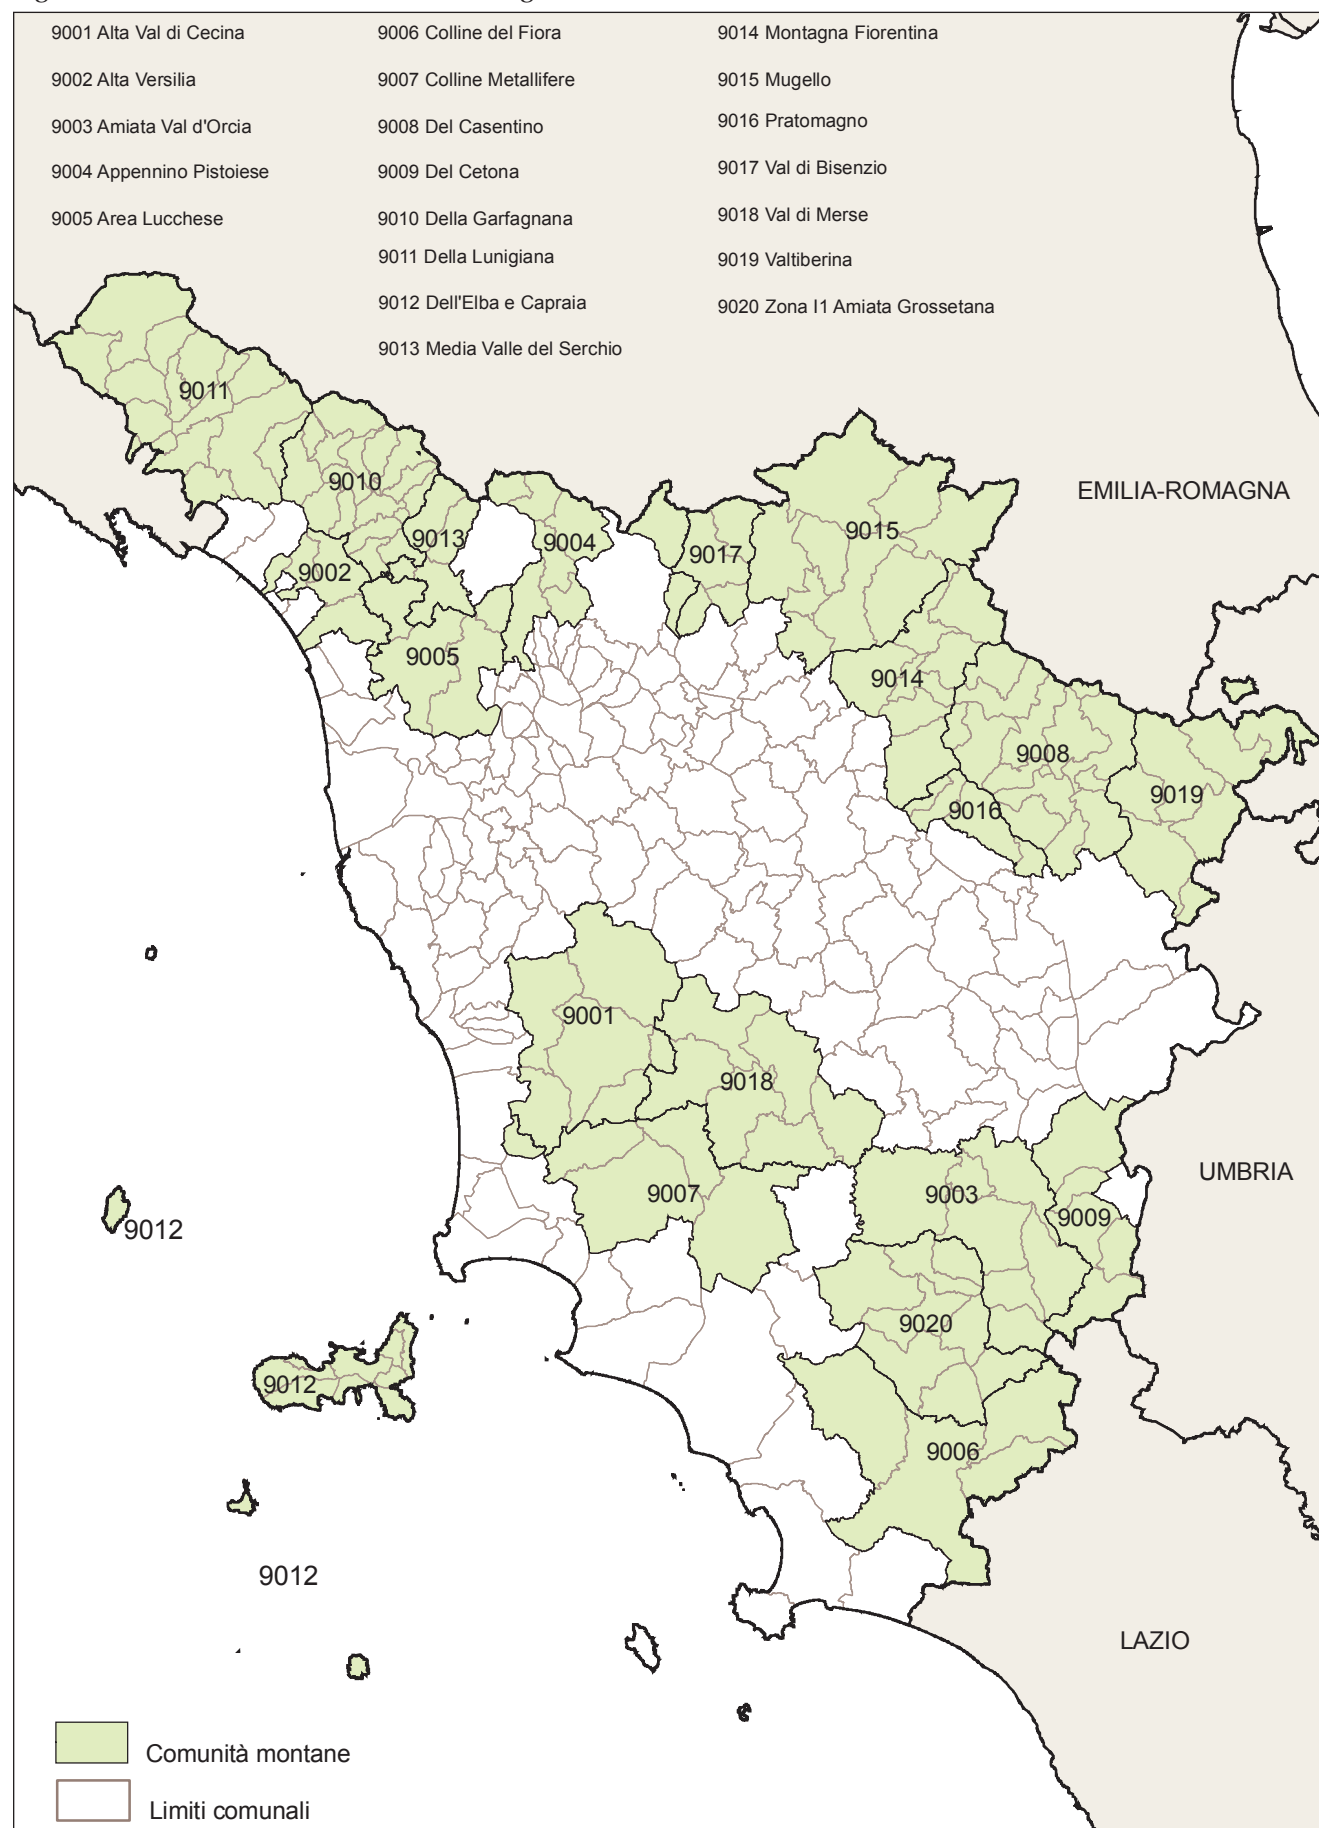 9001 Alta Val di Cecina
9002 Alta Versilia
9003 Amiata Val d'Orcia
9004 Appennino Pistoiese
9005 Area Lucchese
9006 Colline del Fiora
9007 Colline Metallifere
9008 Del Casentino
9009 Del Cetona
9010 Della Garfagnana
9011 Della Lunigiana
9012 Dell'Elba e Capraia
9013 Media Valle del Serchio
9014 Montagna Fiorentina
9015 Mugello
9016 Pratomagno
9017 Val di Bisenzio
9018 Val di Merse
9019 Valtiberina
9020 Zona I1 Amiata Grossetana
9011
9010
EMILIA-ROMAGNA
9013
9004
9017
9015
9002
9005
9014
9008
9016
9019
9001
9018
UMBRIA
9007
9003
9009
9012
9020
9012
9006
9012
LAZIO
Comunità montane
Limiti comunali